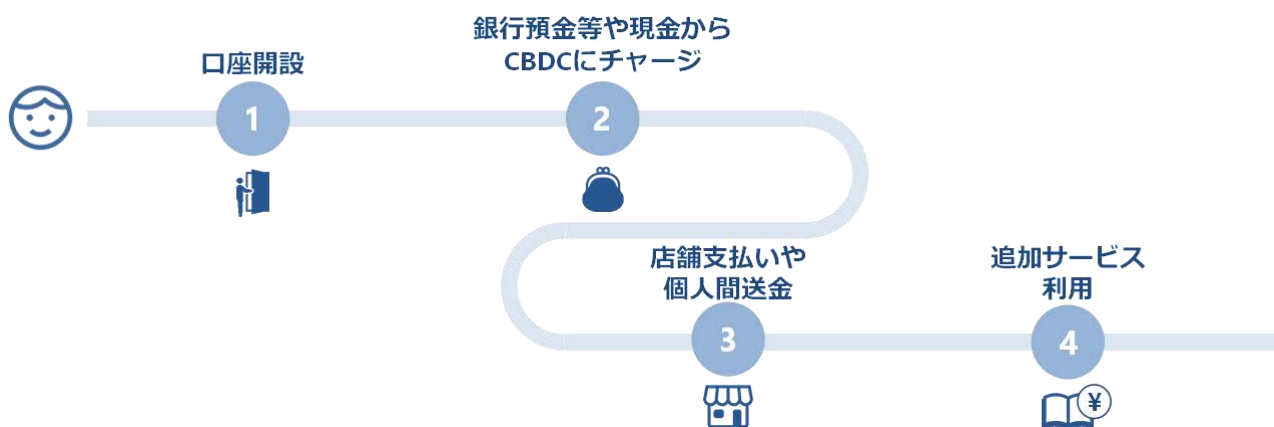 口座開設
1
銀行預金等や現金から
CBDCにチャージ
2
店舗支払いや
個人間送金
3
追加サービス
利用
4
¥